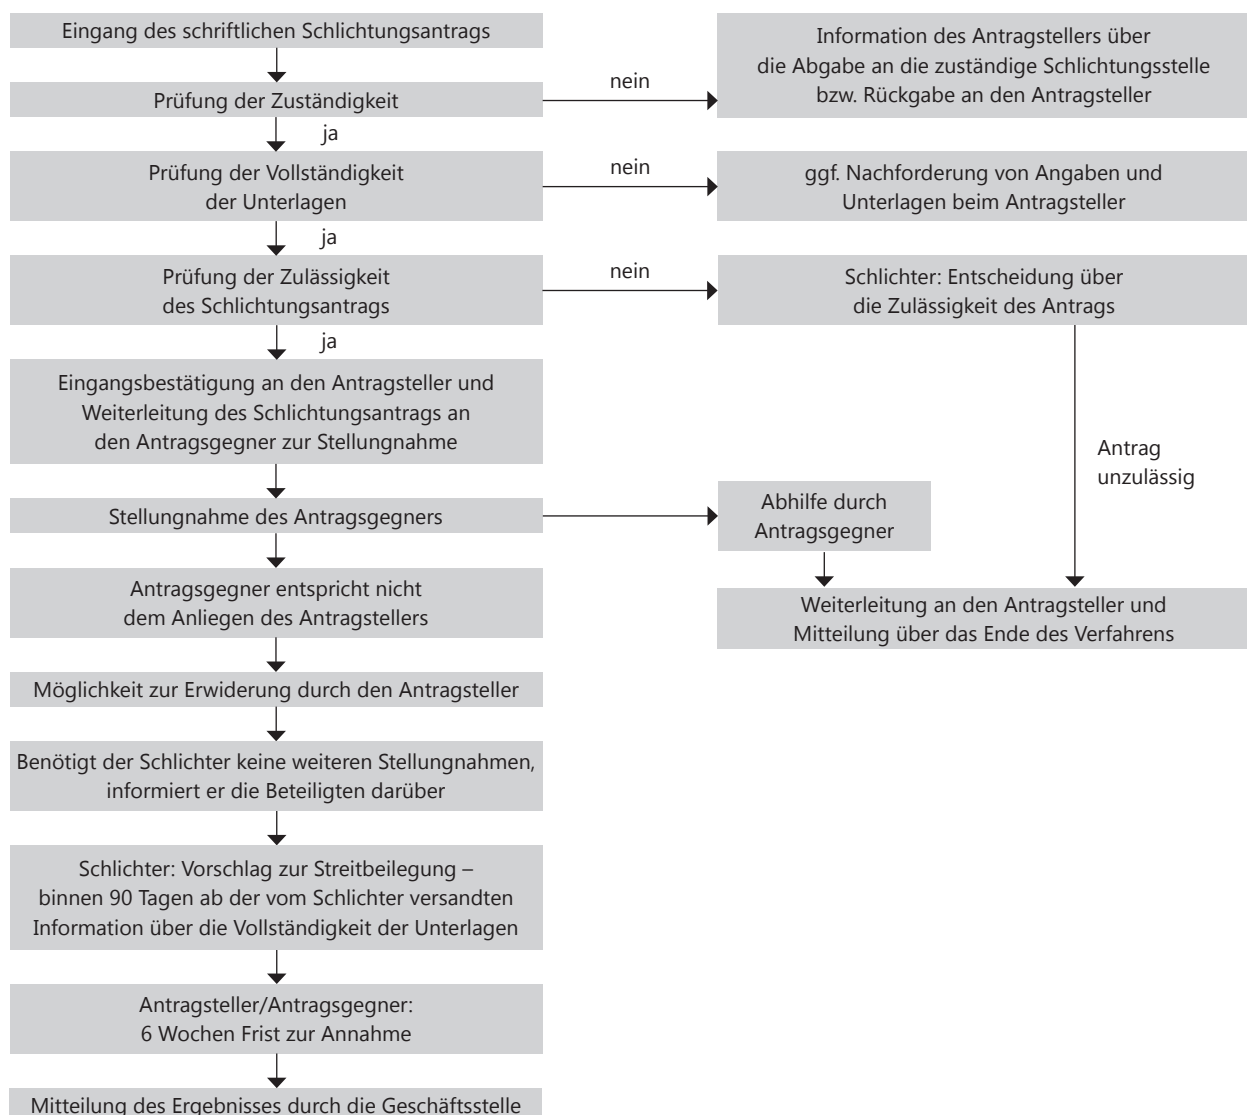 Eingang des schriftlichen Schlichtungsantrags
Prüfung der Zuständigkeit
nein
Information des Antragstellers über
die Abgabe an die zuständige Schlichtungsstelle
bzw. Rückgabe an den Antragsteller
ja
Prüfung der Vollständigkeit
der Unterlagen
nein
ggf. Nachforderung von Angaben und
Unterlagen beim Antragsteller
ja
Prüfung der Zulässigkeit
des Schlichtungsantrags
nein
Schlichter: Entscheidung über
die Zulässigkeit des Antrags
ja
Eingangsbestätigung an den Antragsteller und
Weiterleitung des Schlichtungsantrags an
den Antragsgegner zur Stellungnahme
Antrag
unzulässig
Stellungnahme des Antragsgegners
Abhilfe durch
Antragsgegner
Antragsgegner entspricht nicht
dem Anliegen des Antragstellers
Weiterleitung an den Antragsteller und
Mitteilung über das Ende des Verfahrens
Möglichkeit zur Erwiderung durch den Antragsteller
Benötigt der Schlichter keine weiteren Stellungnahmen,
informiert er die Beteiligten darüber
Schlichter: Vorschlag zur Streitbeilegung –
binnen 90 Tagen ab der vom Schlichter versandten
Information über die Vollständigkeit der Unterlagen
Antragsteller/Antragsgegner:
6 Wochen Frist zur Annahme
Mitteilung des Ergebnisses durch die Geschäftsstelle